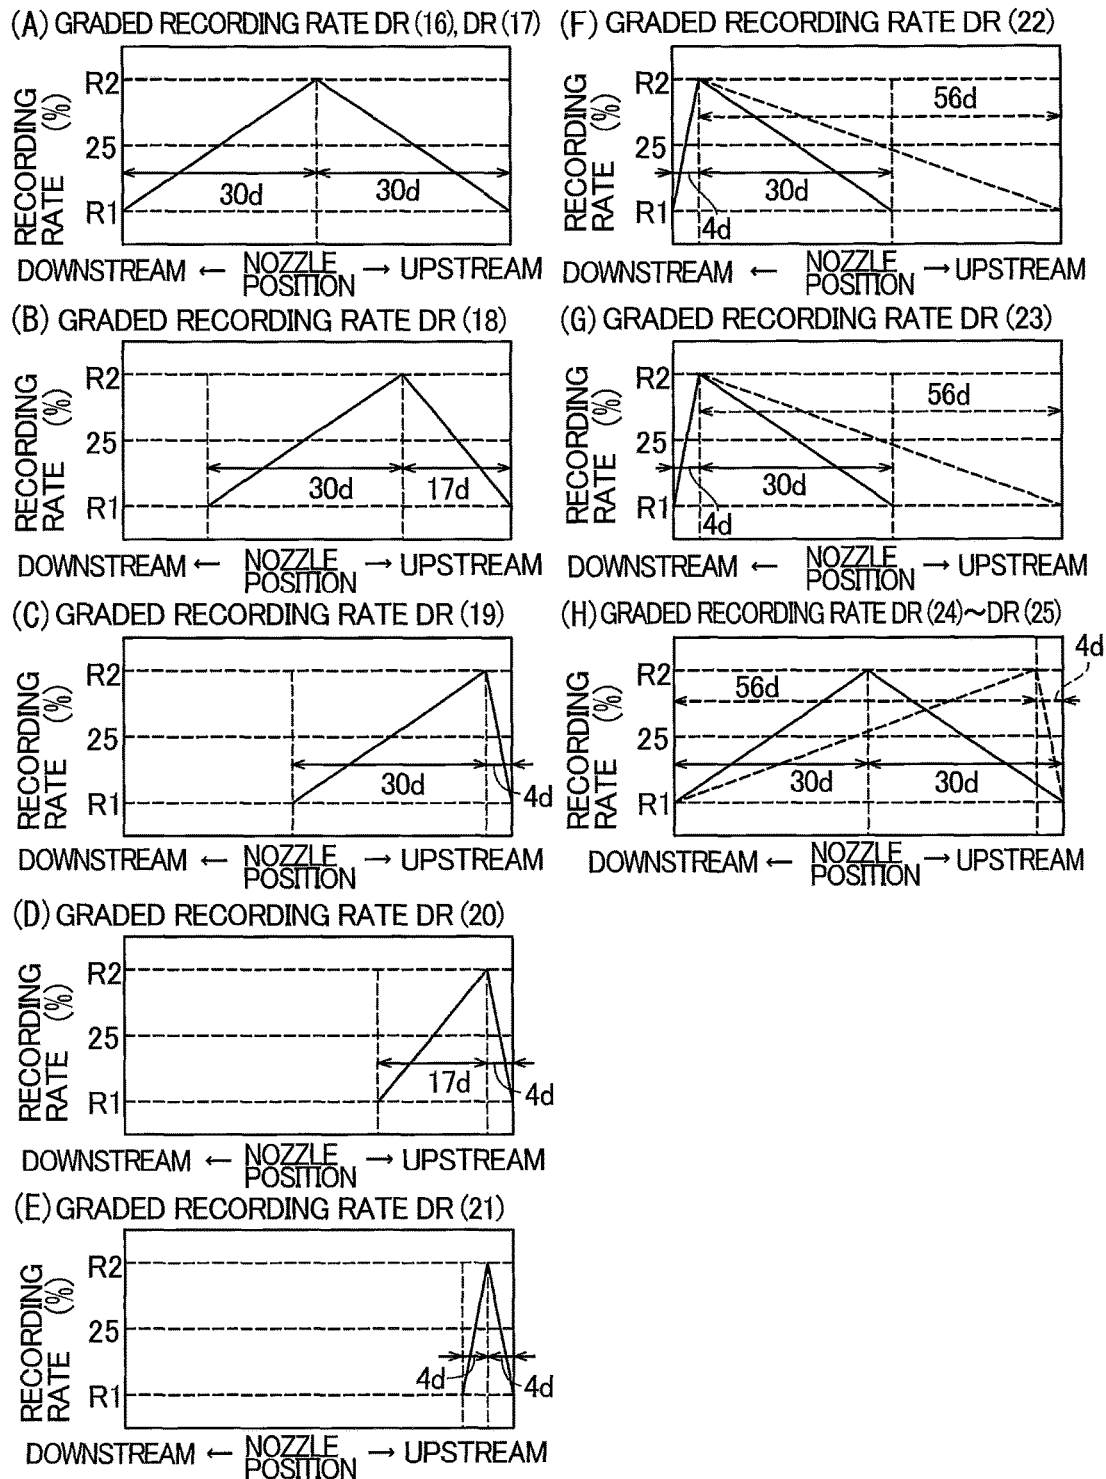 (A) GRADED RECORDING RATE DR (16), DR (17)
RECORDING RATE (%)
R2
25
R1
30d
30d
DOWNSTREAM ← NOZZLE POSITION → UPSTREAM
(B) GRADED RECORDING RATE DR (18)
RECORDING RATE (%)
R2
25
R1
30d
17d
DOWNSTREAM ← NOZZLE POSITION → UPSTREAM
(C) GRADED RECORDING RATE DR (19)
RECORDING RATE (%)
R2
25
R1
30d
4d
DOWNSTREAM ← NOZZLE POSITION → UPSTREAM
(D) GRADED RECORDING RATE DR (20)
RECORDING RATE (%)
R2
25
R1
17d
4d
DOWNSTREAM ← NOZZLE POSITION → UPSTREAM
(E) GRADED RECORDING RATE DR (21)
RECORDING RATE (%)
R2
25
R1
4d
4d
DOWNSTREAM ← NOZZLE POSITION → UPSTREAM
(F) GRADED RECORDING RATE DR (22)
RECORDING RATE (%)
R2
25
R1
56d
30d
4d
DOWNSTREAM ← NOZZLE POSITION → UPSTREAM
(G) GRADED RECORDING RATE DR (23)
RECORDING RATE (%)
R2
25
R1
56d
30d
4d
DOWNSTREAM ← NOZZLE POSITION → UPSTREAM
(H) GRADED RECORDING RATE DR (24)~DR (25)
RECORDING RATE (%)
R2
25
R1
56d
4d
30d
30d
DOWNSTREAM ← NOZZLE POSITION → UPSTREAM